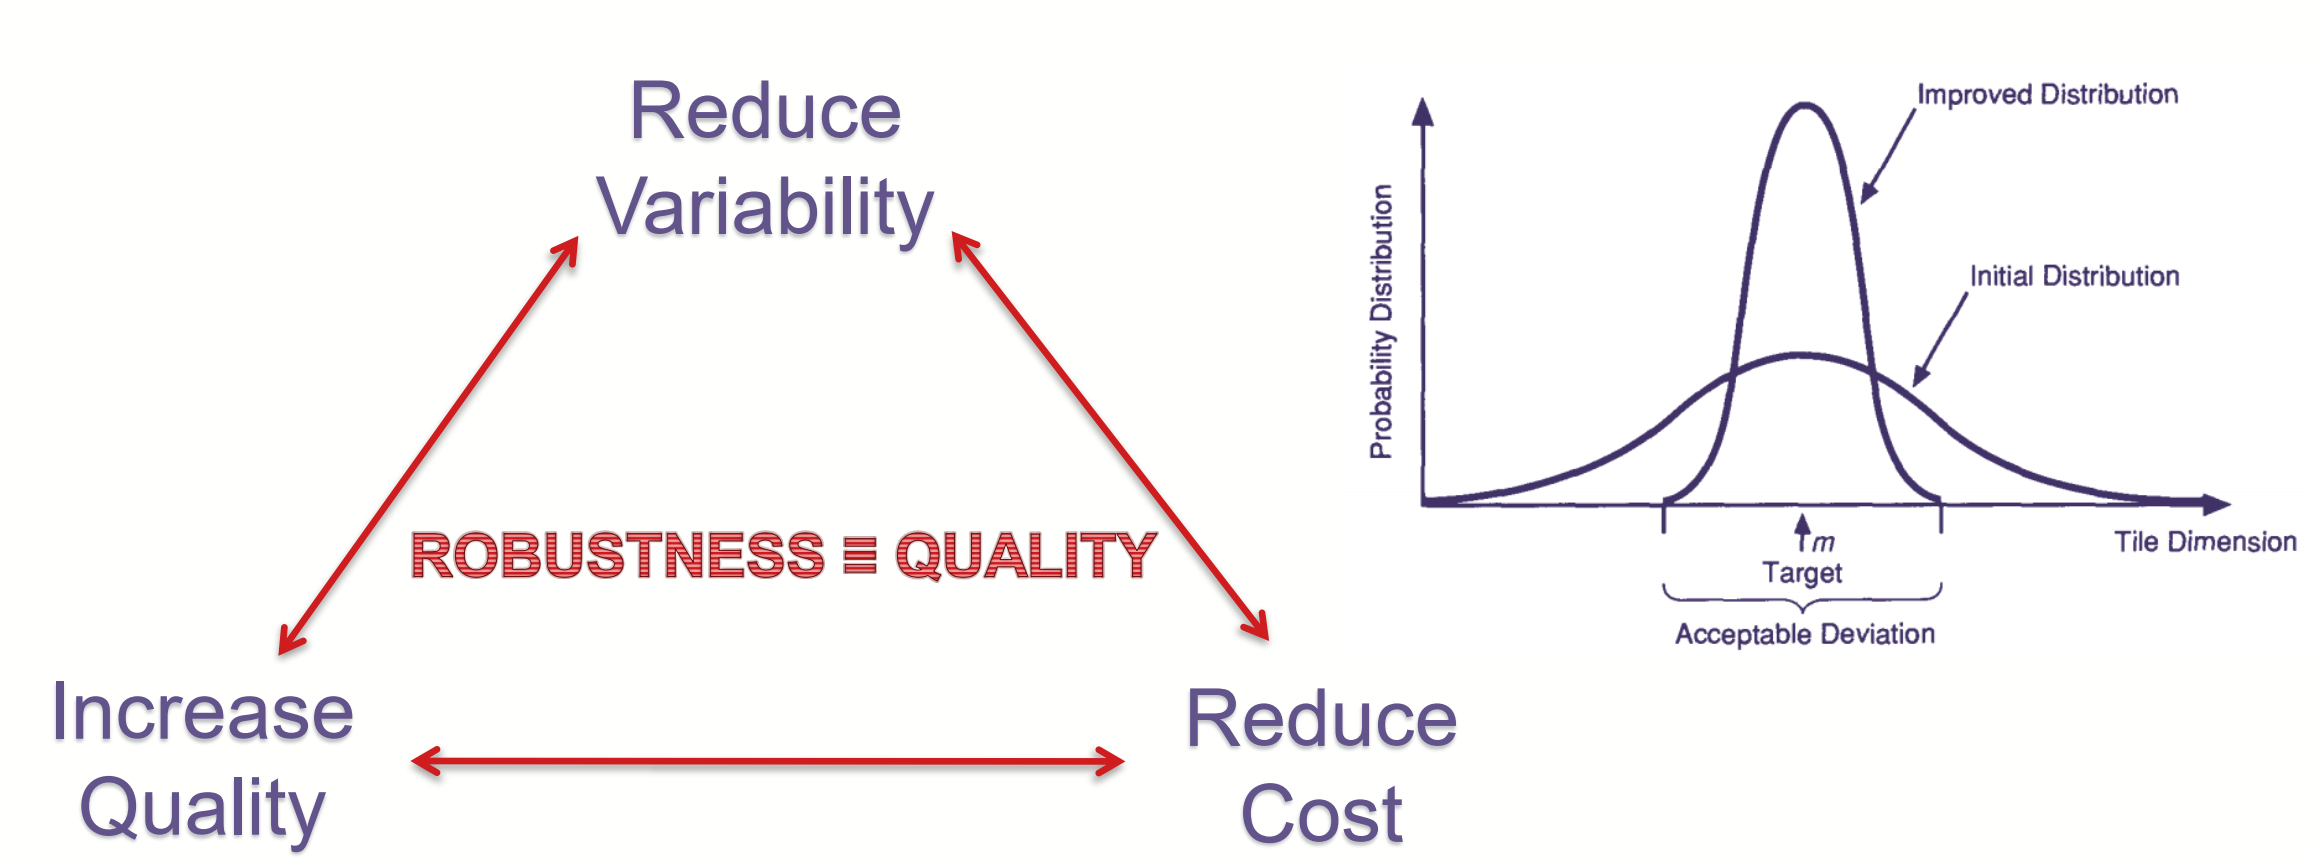 Reduce
Variability
ROBUSTNESS ≡ QUALITY
Increase
Quality
Reduce
Cost
Improved Distribution
Initial Distribution
Probability Distribution
m
Target
Tile Dimension
Acceptable Deviation